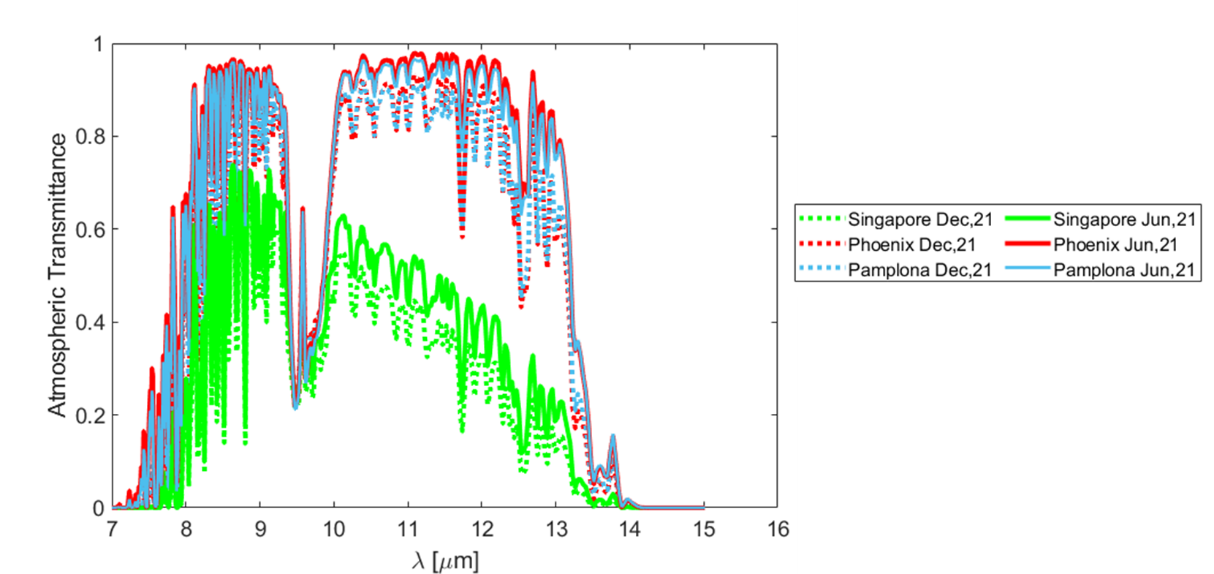 1
0.8
0.6
0.4
0.2
0
Atmospheric Transmittance
7 8 9 10 11 12 13 14 15 16
λ [μm]
Singapore Dec,21 Singapore Jun,21
Phoenix Dec,21 Phoenix Jun,21
Pamplona Dec,21 Pamplona Jun,21